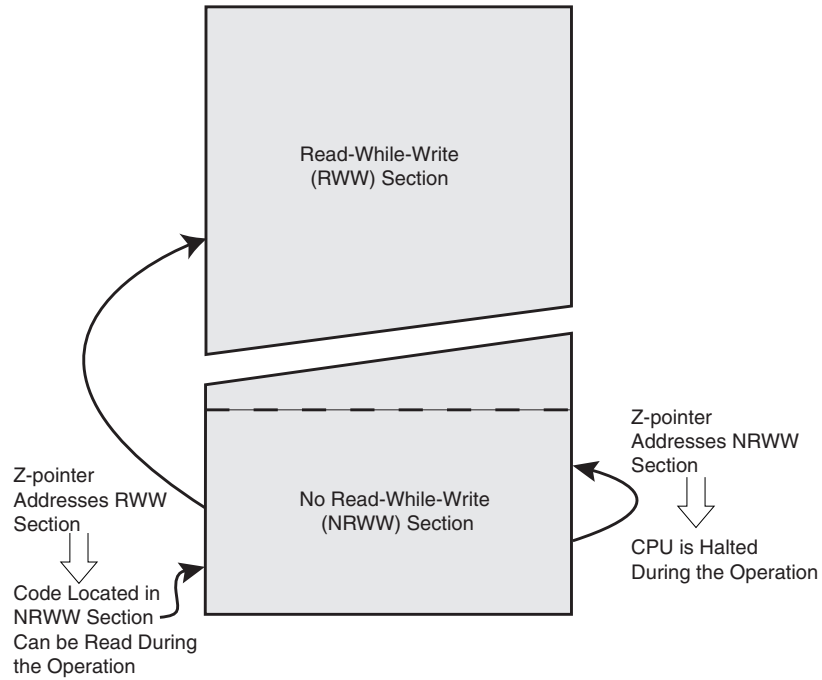 Read-While-Write
(RWW) Section
No Read-While-Write
(NRWW) Section
Z-pointer
Addresses RWW
Section
Code Located in
NRWW Section
Can be Read During
the Operation
Z-pointer
Addresses NRWW
Section
CPU is Halted
During the Operation